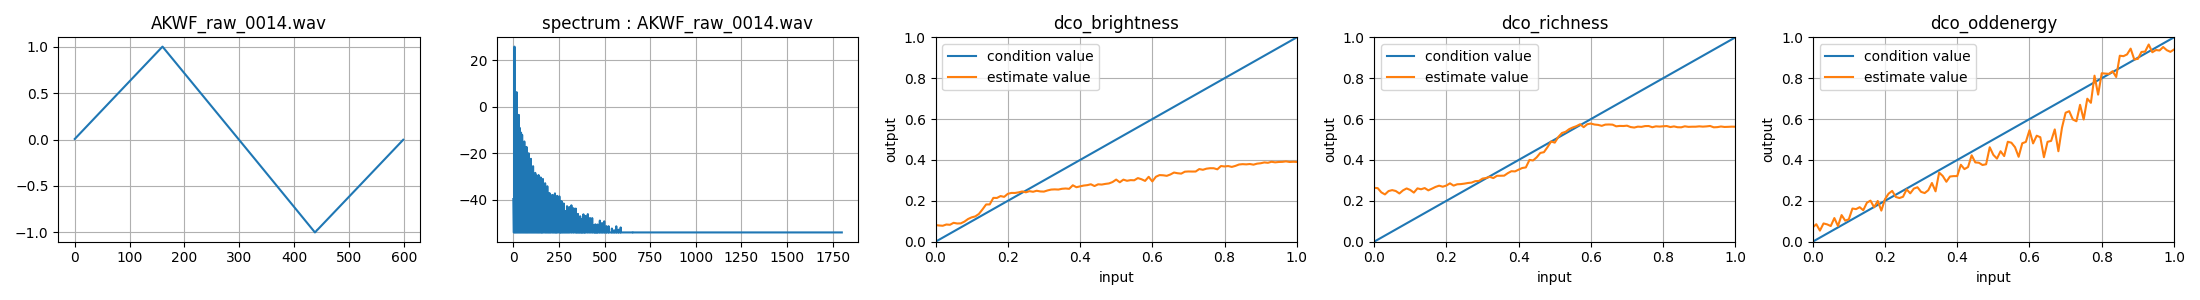 AKWF_raw_0014.wav
1.0
0.5
0.0
−0.5
−1.0
0 100 200 300 400 500 600
spectrum : AKWF_raw_0014.wav
20
0
−20
−40
0 250 500 750 1000 1250 1500 1750
dco_brightness
condition value
estimate value
output
1.0
0.8
0.6
0.4
0.2
0.0
0.0 0.2 0.4 0.6 0.8 1.0
input
dco_richness
condition value
estimate value
output
1.0
0.8
0.6
0.4
0.2
0.0
0.0 0.2 0.4 0.6 0.8 1.0
input
dco_oddenergy
condition value
estimate value
output
1.0
0.8
0.6
0.4
0.2
0.0
0.0 0.2 0.4 0.6 0.8 1.0
input